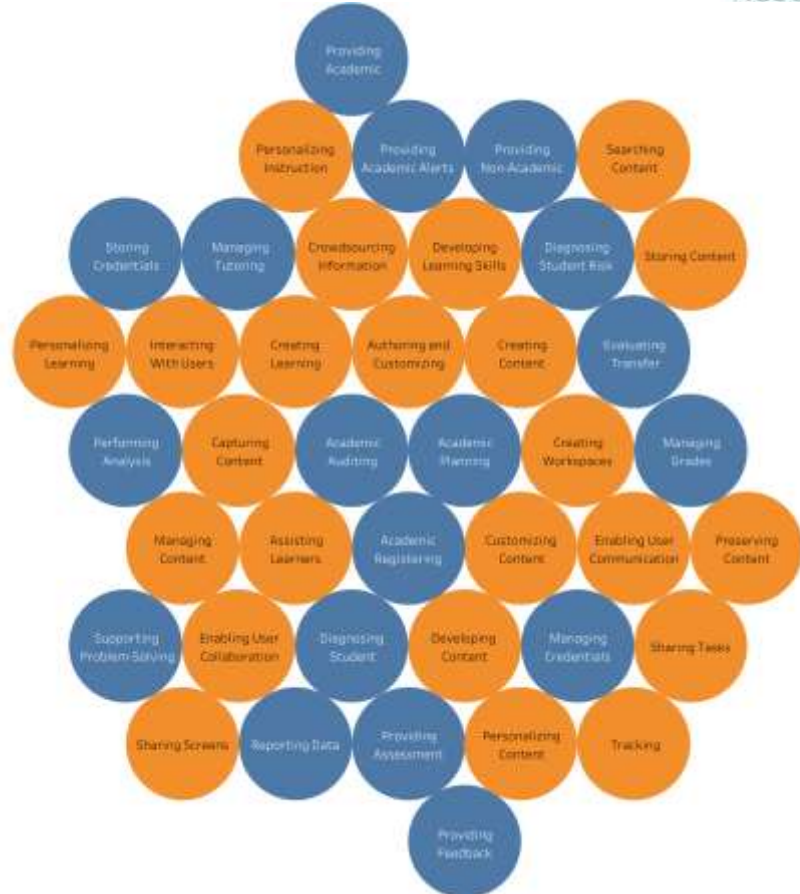 Providing
Academic
Personalizing
Instruction
Providing
Academic Alerts
Providing
Non-Academic
Searching
Content
Storing
Credentials
Managing
Tutoring
Crowdsourcing
Information
Developing
Learning Skills
Diagnosing
Student Risk
Storing Content
Personalizing
Learning
Interacting
With Users
Creating
Learning
Authoring and
Customizing
Creating
Content
Evaluating
Transfer
Performing
Analysis
Capturing
Content
Academic
Auditing
Academic
Planning
Creating
Workspaces
Managing
Grades
Managing
Content
Assisting
Learners
Academic
Registering
Customizing
Content
Enabling User
Communication
Preserving
Content
Supporting
Problem-Solving
Enabling User
Collaboration
Diagnosing
Student
Developing
Content
Managing
Credentials
Sharing Tasks
Sharing Screens
Reporting Data
Providing
Assessment
Personalizing
Content
Tracking
Providing
Feedback